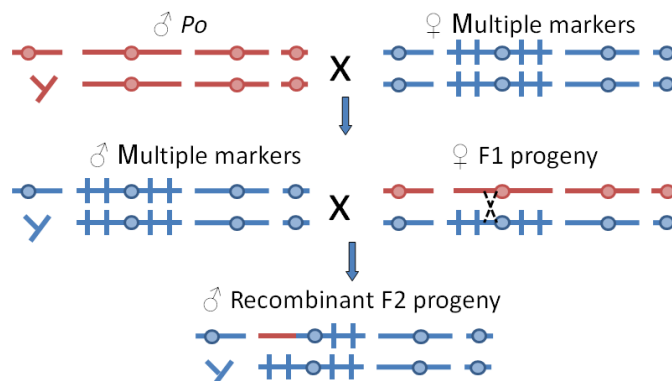 ♂ Po
♀ Multiple markers
X
♂ Multiple markers
♀ F1 progeny
X
♂ Recombinant F2 progeny